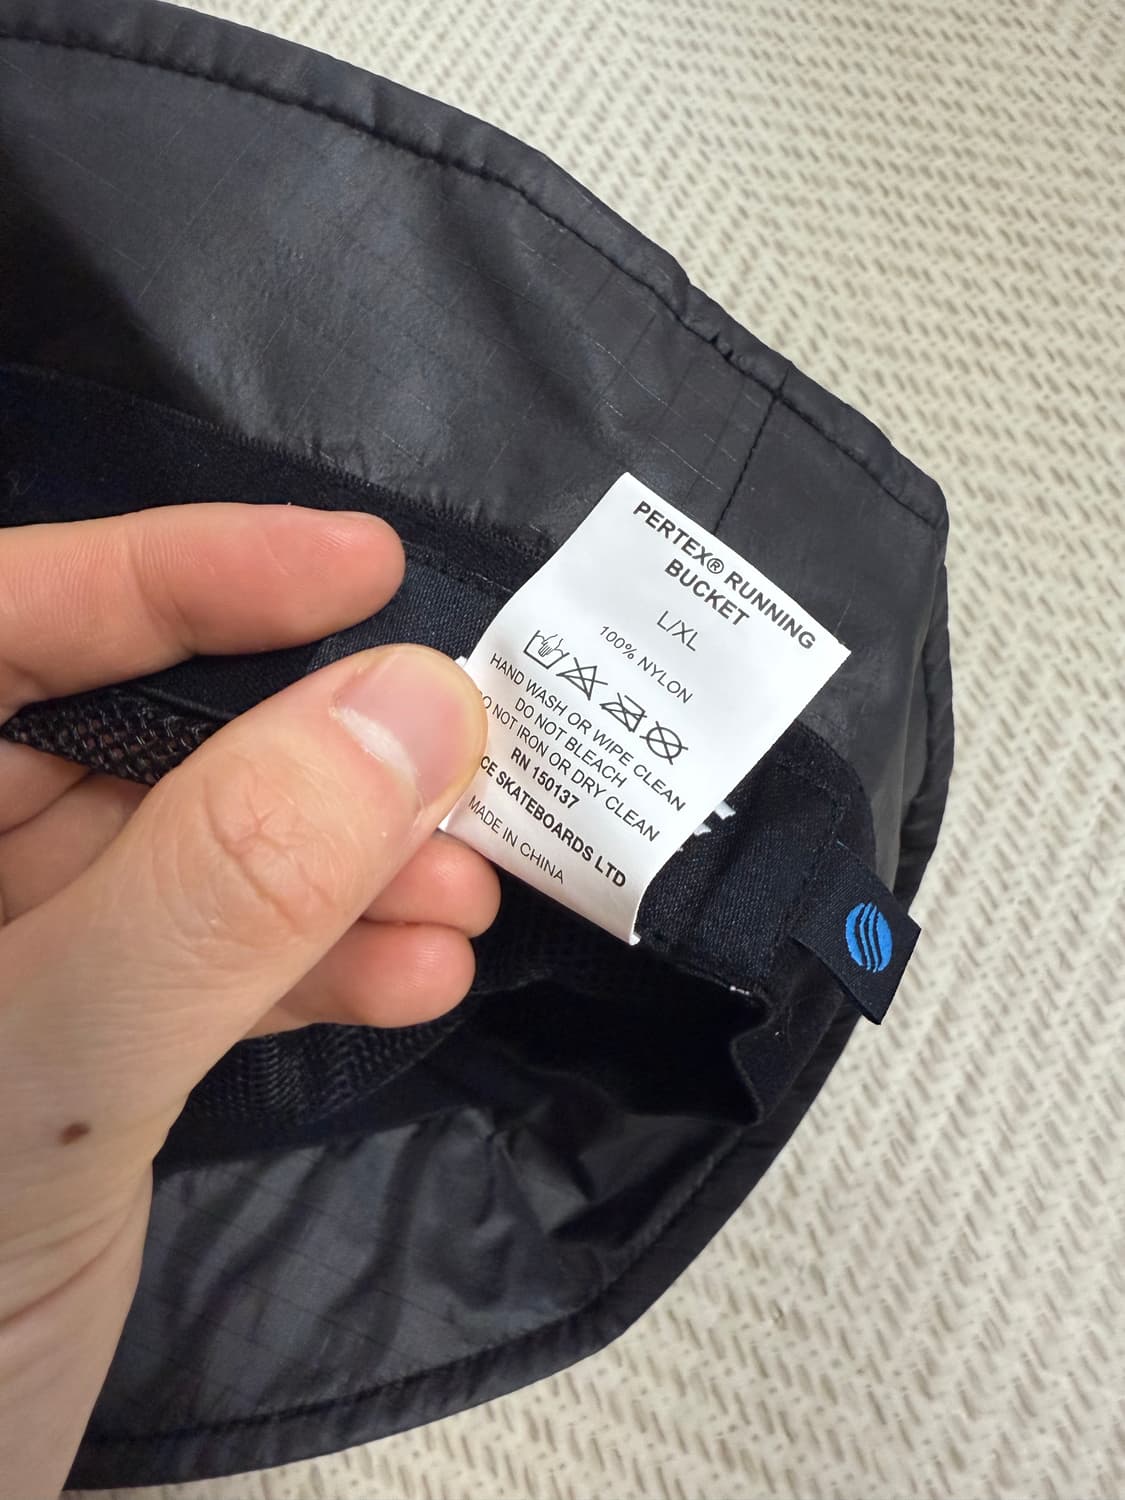 PERTEX® RUNNING
BUCKET
L/XL
100% NYLON
HAND WASH OR WIPE CLEAN
DO NOT BLEACH
O NOT IRON OR DRY CLEAN
RN 150137
CE SKATEBOARDS LTD
MADE IN CHINA